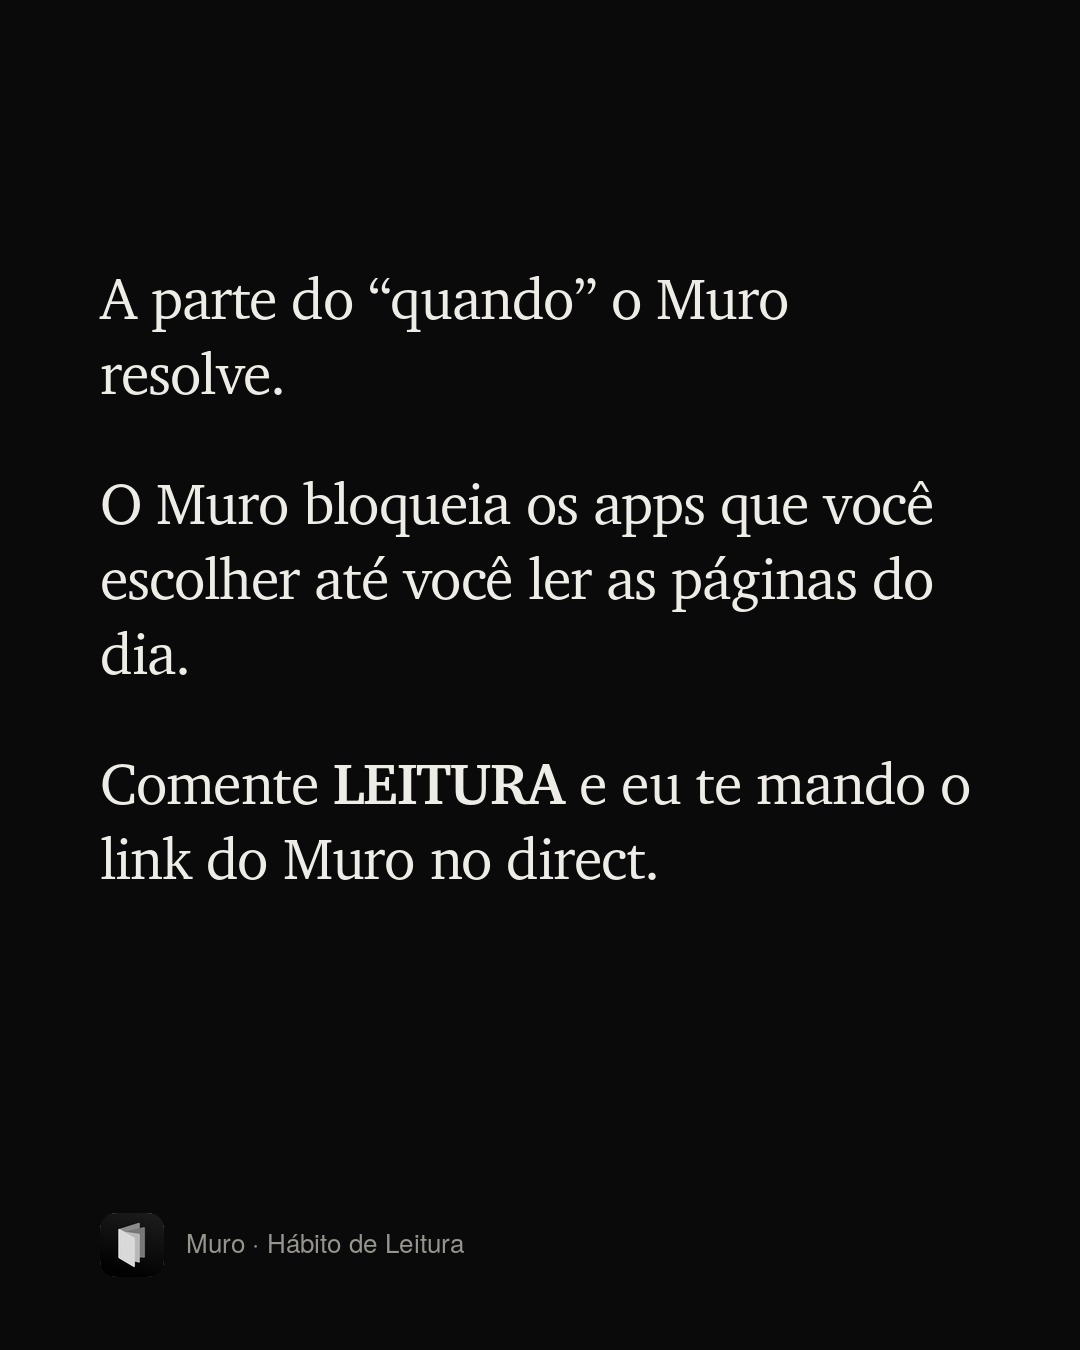 A parte do “quando” o Muro
resolve.
O Muro bloqueia os apps que você
escolher até você ler as páginas do
dia.
Comente LEITURA e eu te mando o
link do Muro no direct.
Muro · Hábito de Leitura